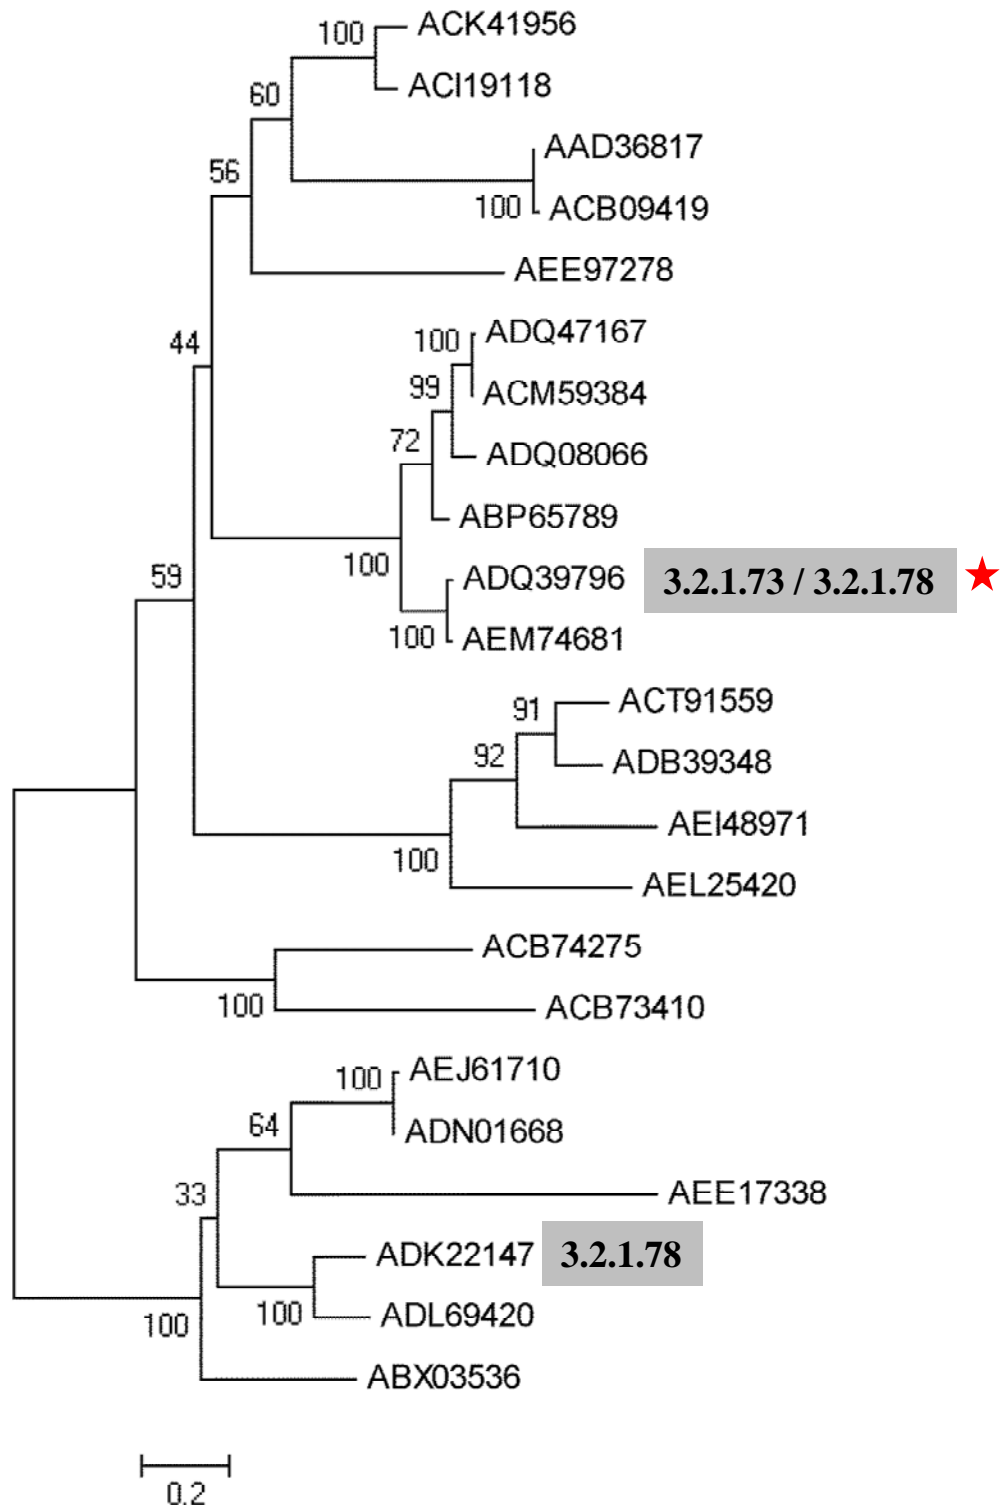 ACK41956
100
ACI19118
60
AAD36817
56
100 ACB09419
AEE97278
ADQ47167
100
44
ACM59384
99
72
ADQ08066
ABP65789
100
59
ADQ39796 3.2.1.73 / 3.2.1.78
100 AEM74681
ACT91559
91
92
ADB39348
AEI48971
100
AEL25420
ACB74275
100
ACB73410
AEJ61710
100
64
ADN01668
33
AEE17338
ADK22147 3.2.1.78
100 ADL69420
100
ABX03536
0.2